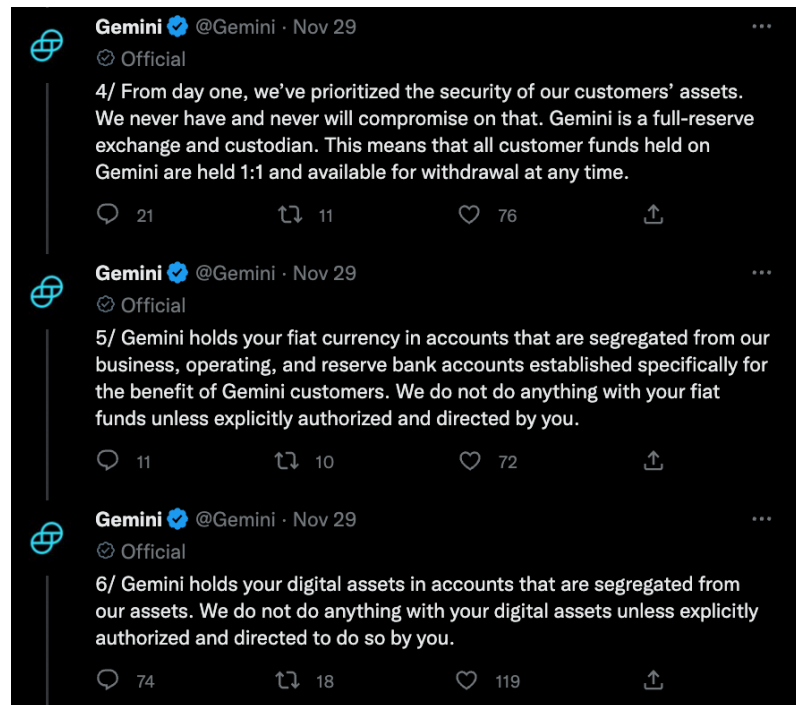 Gemini @Gemini · Nov 29
Official
4/ From day one, we’ve prioritized the security of our customers’ assets.
We never have and never will compromise on that. Gemini is a full-reserve
exchange and custodian. This means that all customer funds held on
Gemini are held 1:1 and available for withdrawal at any time.
21 11 76
Gemini @Gemini · Nov 29
Official
5/ Gemini holds your fiat currency in accounts that are segregated from our
business, operating, and reserve bank accounts established specifically for
the benefit of Gemini customers. We do not do anything with your fiat
funds unless explicitly authorized and directed by you.
11 10 72
Gemini @Gemini · Nov 29
Official
6/ Gemini holds your digital assets in accounts that are segregated from
our assets. We do not do anything with your digital assets unless explicitly
authorized and directed to do so by you.
74 18 119